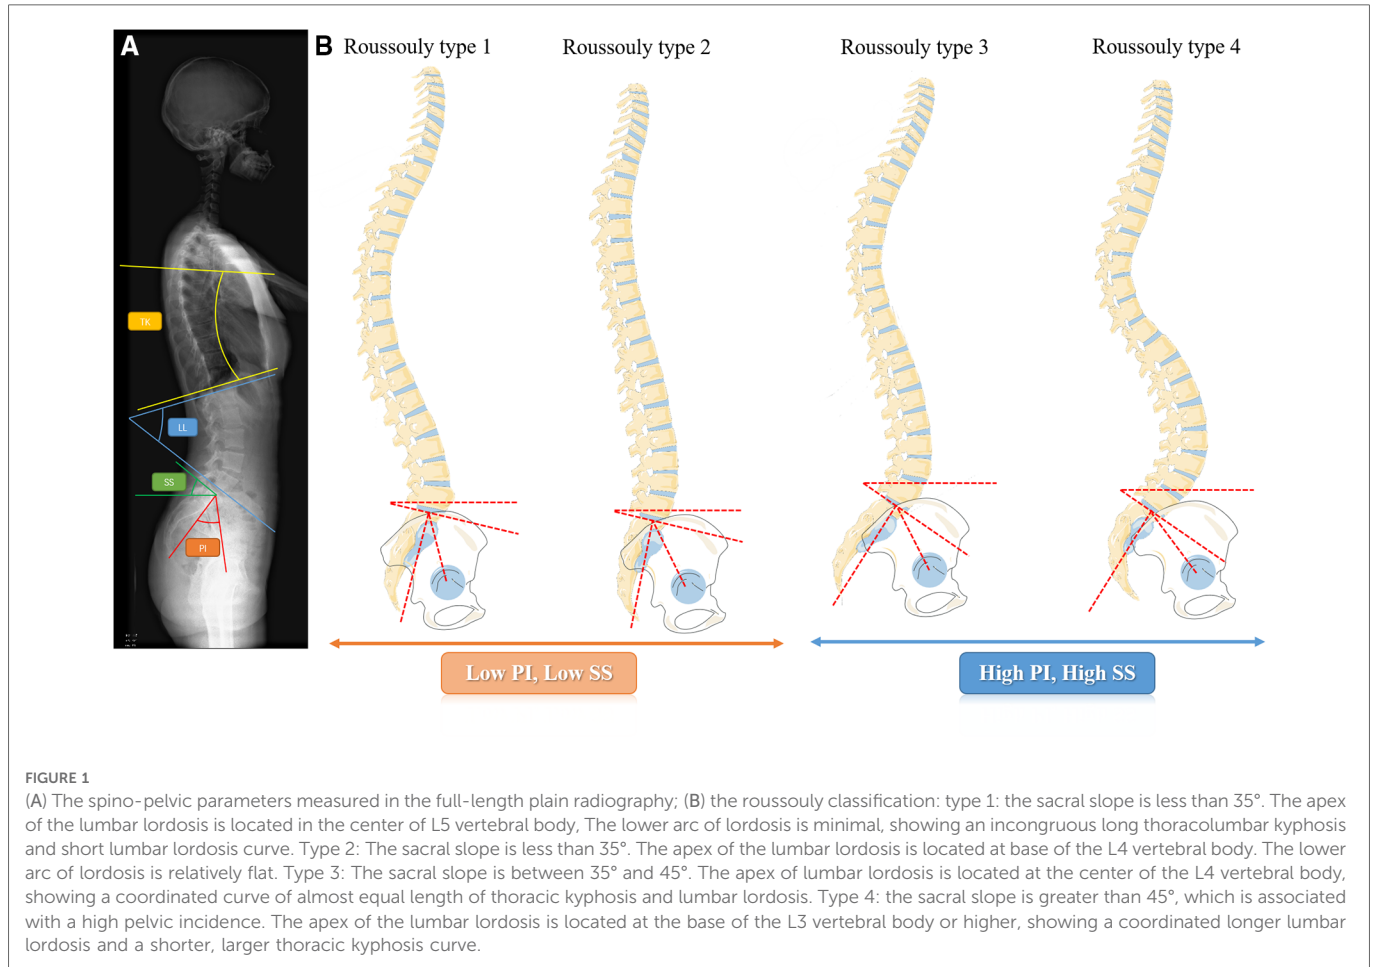 A
B
Roussouly type 1
Roussouly type 2
Roussouly type 3
Roussouly type 4
TK
LL
SS
PI
Low PI, Low SS
High PI, High SS
FIGURE 1
(A) The spino-pelvic parameters measured in the full-length plain radiography; (B) the roussouly classification: type 1: the sacral slope is less than 35°. The apex
of the lumbar lordosis is located in the center of L5 vertebral body, The lower arc of lordosis is minimal, showing an incongruous long thoracolumbar kyphosis
and short lumbar lordosis curve. Type 2: The sacral slope is less than 35°. The apex of the lumbar lordosis is located at base of the L4 vertebral body. The lower
arc of lordosis is relatively flat. Type 3: The sacral slope is between 35° and 45°. The apex of lumbar lordosis is located at the center of the L4 vertebral body,
showing a coordinated curve of almost equal length of thoracic kyphosis and lumbar lordosis. Type 4: the sacral slope is greater than 45°, which is associated
with a high pelvic incidence. The apex of the lumbar lordosis is located at the base of the L3 vertebral body or higher, showing a coordinated longer lumbar
lordosis and a shorter, larger thoracic kyphosis curve.